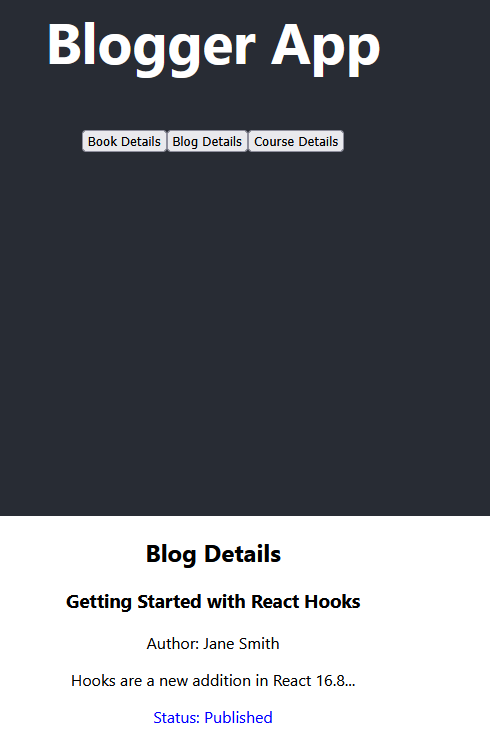 Blogger App
Book Details Blog Details Course Details
Blog Details
Getting Started with React Hooks
Author: Jane Smith
Hooks are a new addition in React 16.8...
Status: Published